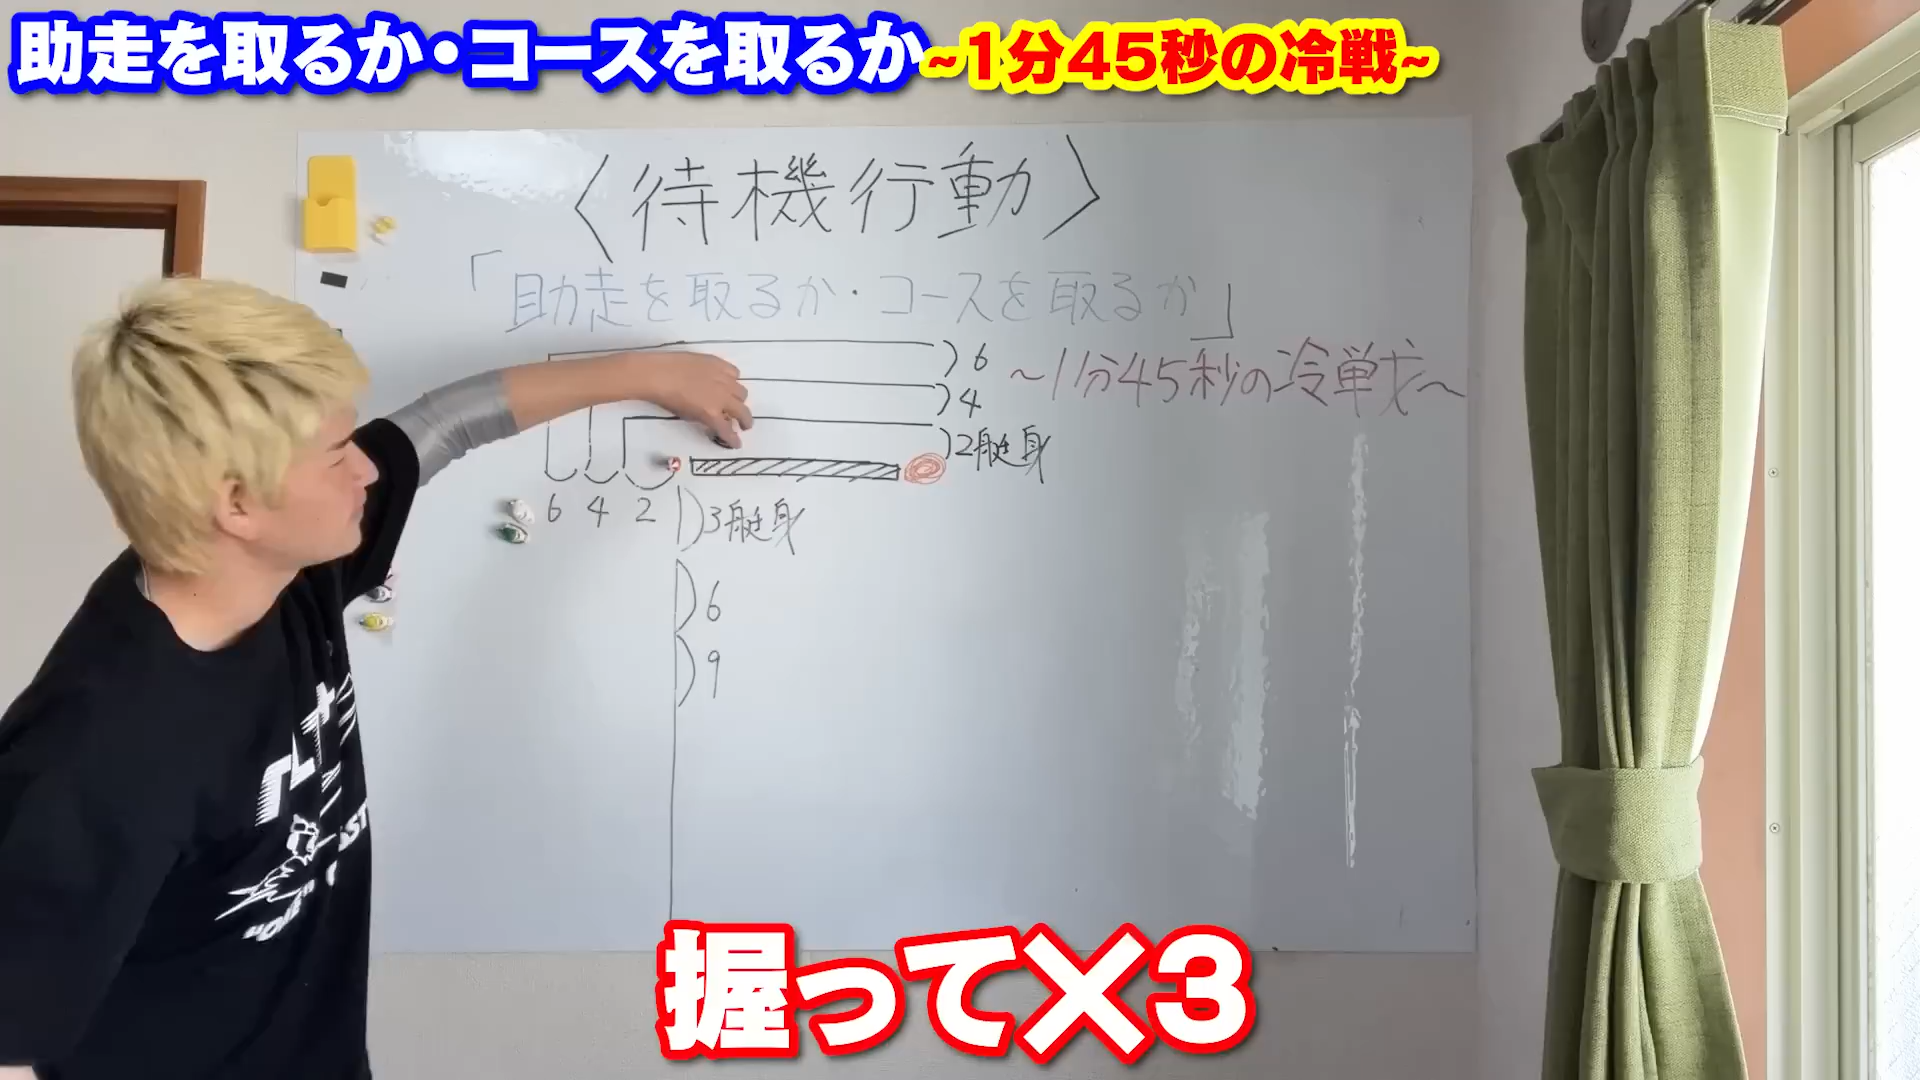 助走を取るか・コースを取るか~1分45秒の冷戦~
〈待機行動〉
「助走を取るか・コースを取るか」
~1分45秒の冷戦~
)6
)4
)2艇身
6 4 2
)3艇身
)6
)9
握って×3